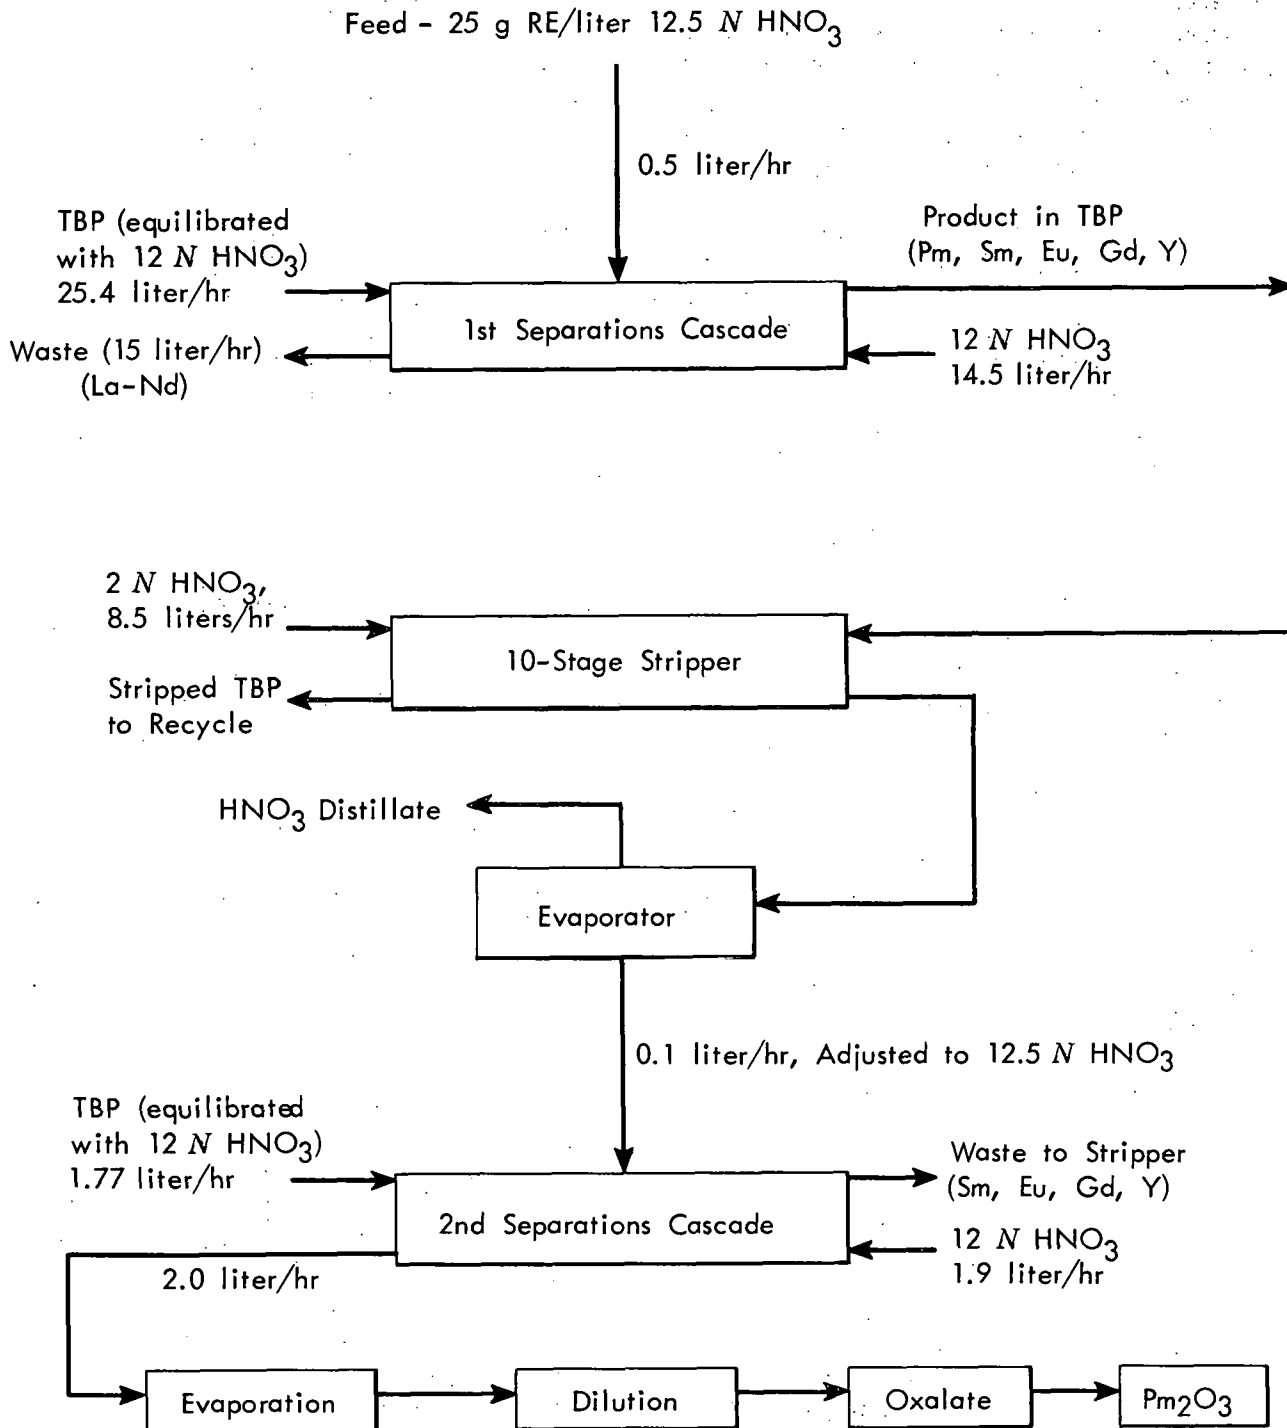 Feed - 25 g RE/liter 12.5 N HNO3
0.5 liter/hr
TBP (equilibrated
with 12 N HNO3)
25.4 liter/hr
Product in TBP
(Pm, Sm, Eu, Gd, Y)
1st Separations Cascade
Waste (15 liter/hr)
(La-Nd)
12 N HNO3
14.5 liter/hr
2 N HNO3,
8.5 liters/hr
10-Stage Stripper
Stripped TBP
to Recycle
HNO3 Distillate
Evaporator
0.1 liter/hr, Adjusted to 12.5 N HNO3
TBP (equilibrated
with 12 N HNO3)
1.77 liter/hr
Waste to Stripper
(Sm, Eu, Gd, Y)
2nd Separations Cascade
12 N HNO3
1.9 liter/hr
2.0 liter/hr
Evaporation
Dilution
Oxalate
Pm2O3